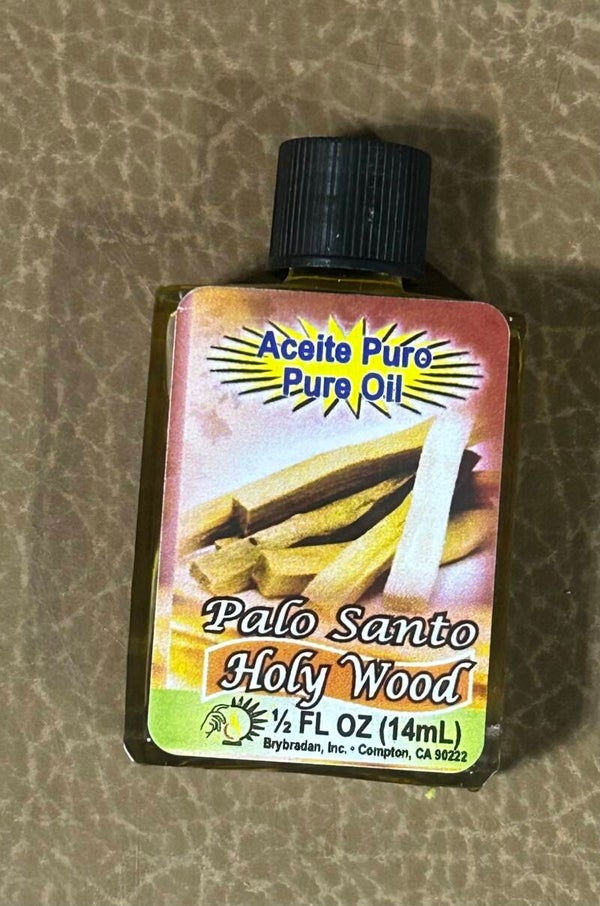 Aceite Puro
Pure Oil
Palo Santo
Holy Wood
½ FL OZ (14mL)
Brybradan, Inc. • Compton, CA 90222